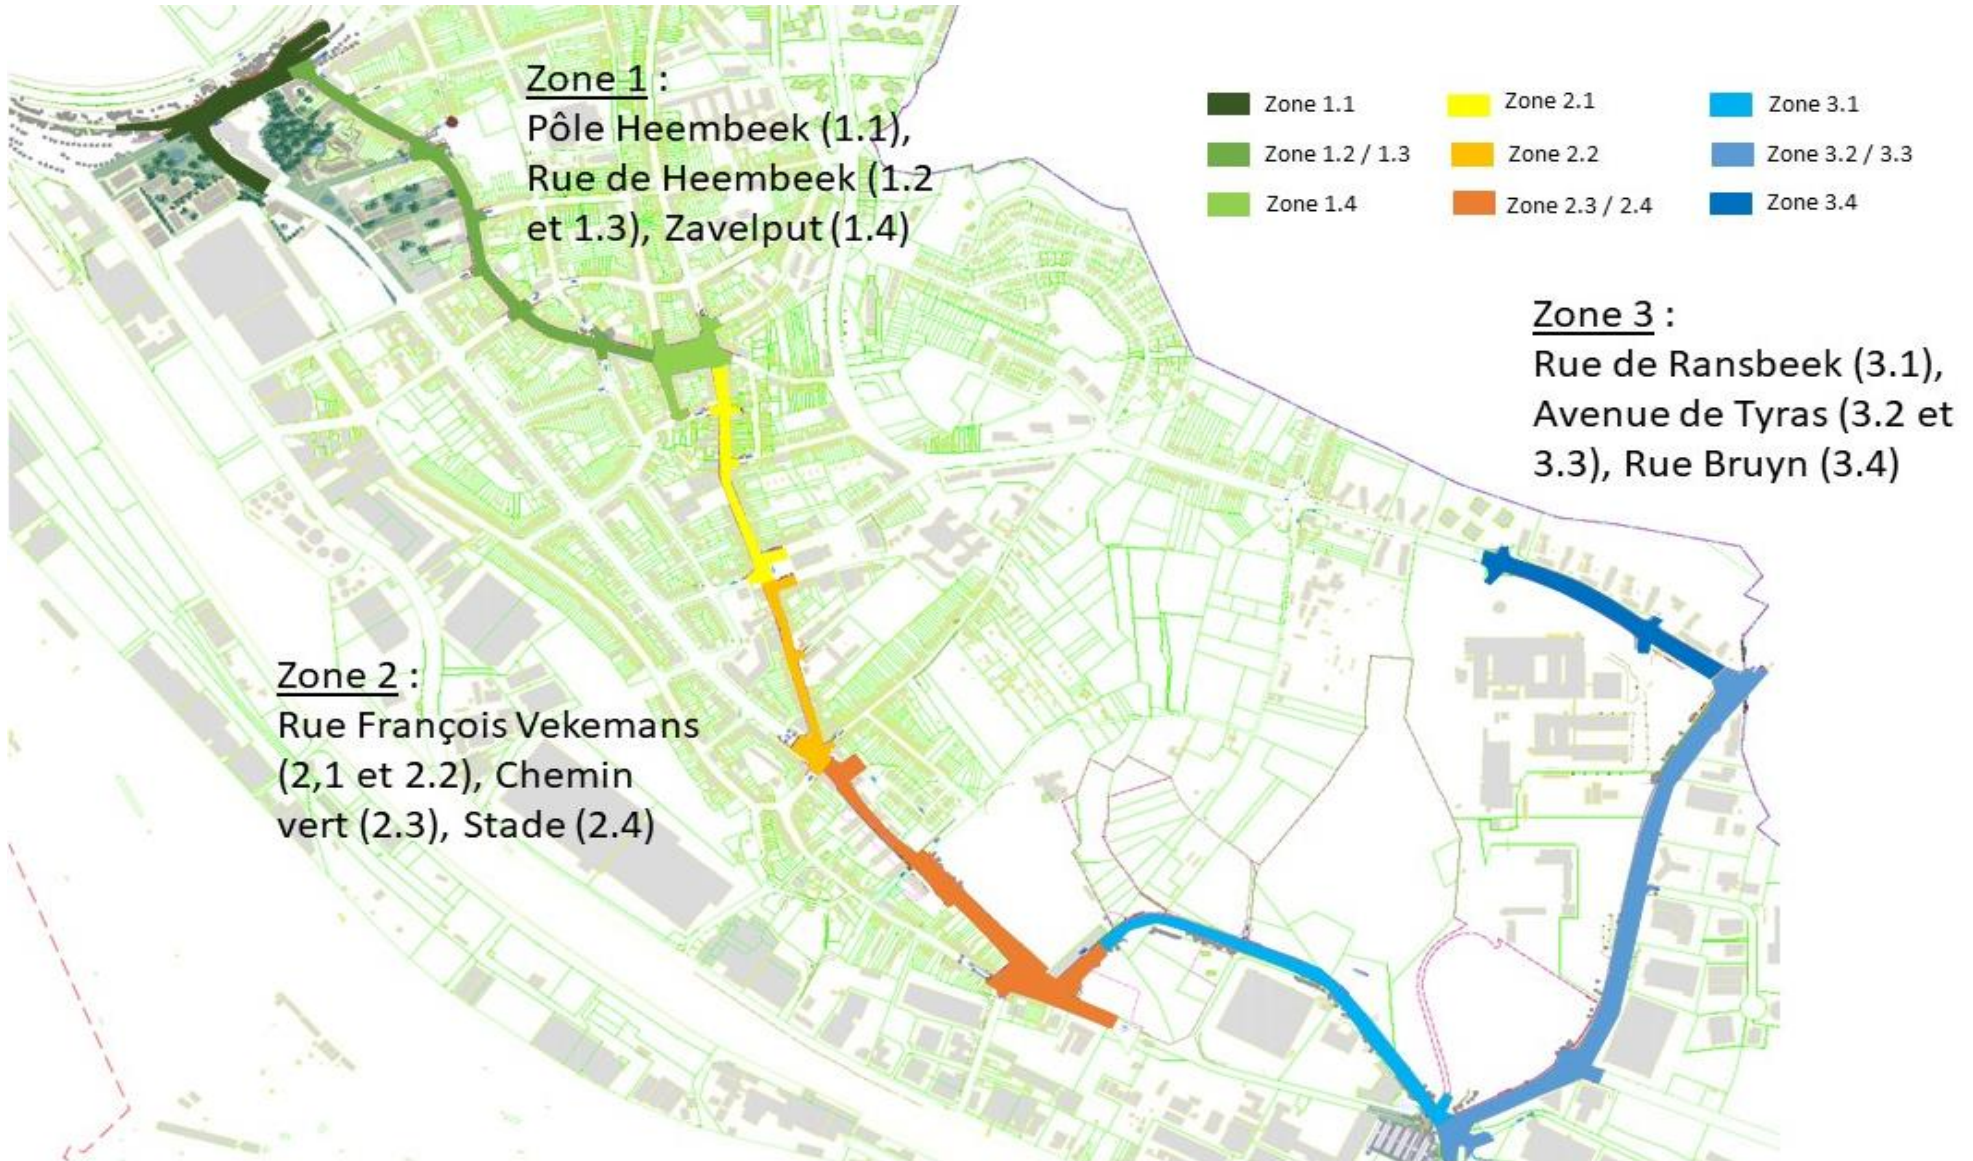 Zone 1 :
Pôle Heembeek (1.1),
Rue de Heembeek (1.2
et 1.3), Zavelput (1.4)
Zone 1.1
Zone 2.1
Zone 3.1
Zone 1.2 / 1.3
Zone 2.2
Zone 3.2 / 3.3
Zone 1.4
Zone 2.3 / 2.4
Zone 3.4
Zone 3 :
Rue de Ransbeek (3.1),
Avenue de Tyras (3.2 et
3.3), Rue Bruyn (3.4)
Zone 2 :
Rue François Vekemans
(2,1 et 2.2), Chemin
vert (2.3), Stade (2.4)